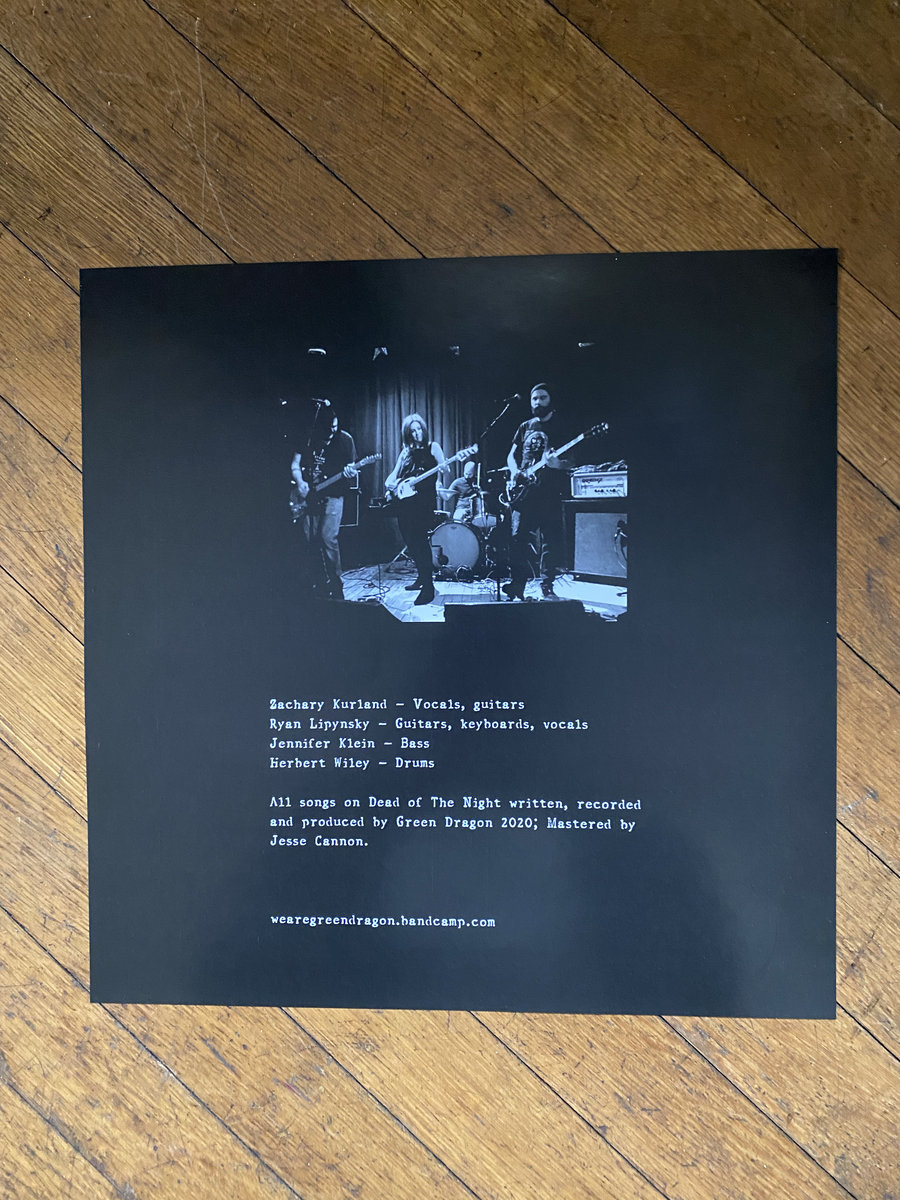 Zachary Kurland – Vocals, guitars
Ryan Lipynsky – Guitars, keyboards, vocals
Jennifer Klein – Bass
Herbert Wiley – Drums
All songs on Dead of The Night written, recorded
and produced by Green Dragon 2020; Mastered by
Jesse Cannon.
wearegreendragon.bandcamp.com